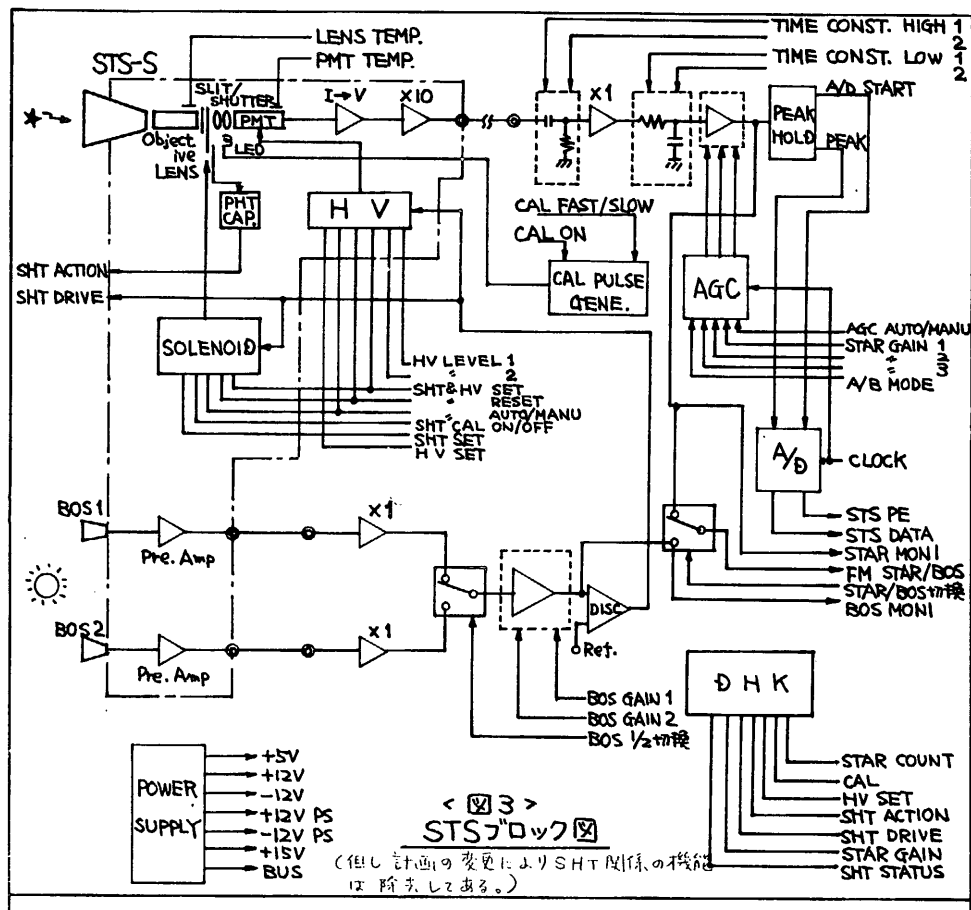 STS-S
LENS TEMP.
PMT TEMP.
SLIT/
SHUTTER
PMT
LED
Object
ive
LENS
PMT
CAP.
I→V
×10
×1
TIME CONST. HIGH 1
2
TIME CONST. LOW 1
2
A/D START
PEAK
HOLD
PEAK
H V
CAL FAST/SLOW
CAL ON
CAL PULSE
GENE.
AGC
SHT ACTION
SHT DRIVE
SOLENOID
HV LEVEL 1
〃 2
SHT & HV SET
〃 RESET
〃 AUTO/MANU
SHT CAL ON/OFF
SHT SET
HV SET
AGC AUTO/MANU
STAR GAIN 1
〃 2
〃 3
A/B MODE
A/D
CLOCK
STS PE
STS DATA
STAR MONI
FM STAR/BOS
STAR/BOS切換
BOS MONI
BOS1
Pre. Amp
×1
BOS2
Pre. Amp
×1
DISC
Ref.
BOS GAIN 1
BOS GAIN 2
BOS 1/2切換
D H K
STAR COUNT
CAL
HV SET
SHT ACTION
SHT DRIVE
STAR GAIN
SHT STATUS
POWER
SUPPLY
+5V
+12V
-12V
+12V PS
-12V PS
+15V
BUS
<図3>
STSブロック図
(但し計画の変更によりSHT関係の機能
は除去してある。)